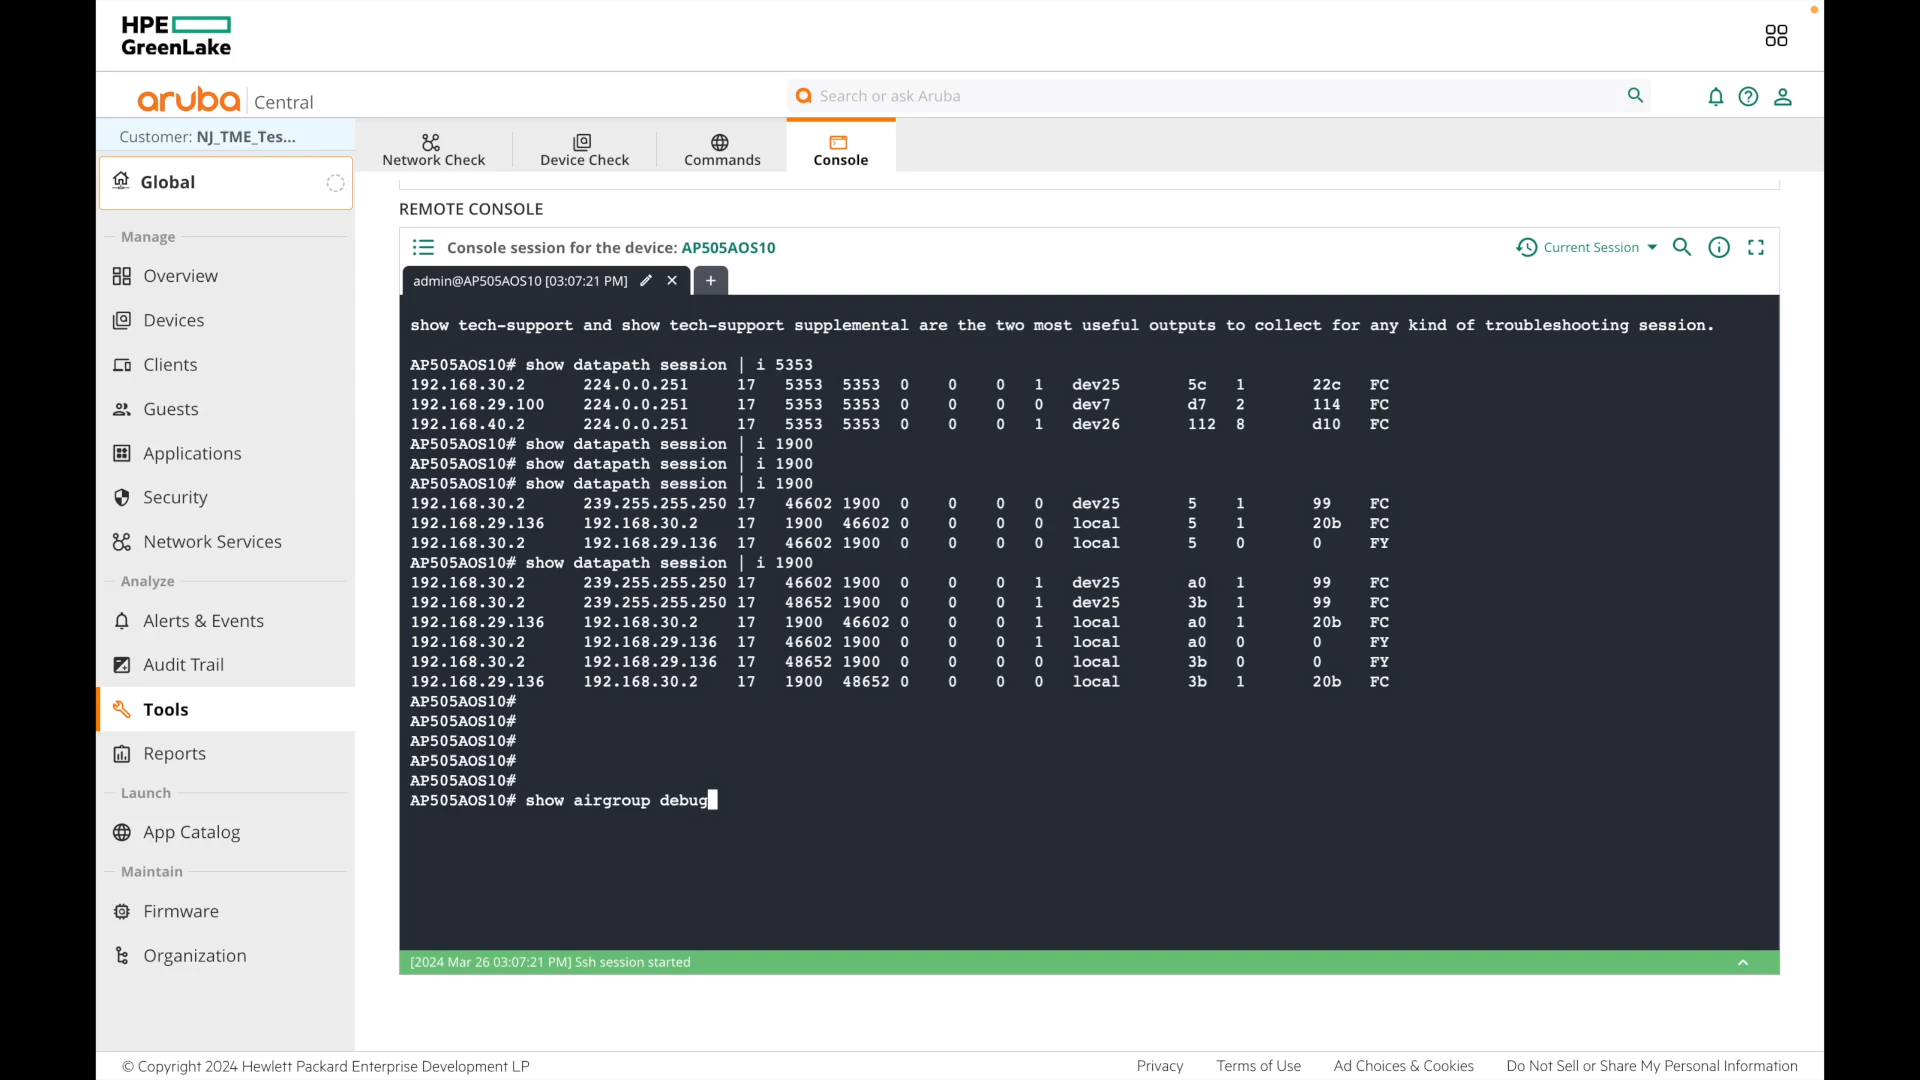 HPE
GreenLake
aruba Central
Search or ask Aruba
Customer: NJ_TME_Tes...
Network Check
Device Check
Commands
Console
Global
Manage
Overview
Devices
Clients
Guests
Applications
Security
Network Services
Analyze
Alerts & Events
Audit Trail
Tools
Reports
Launch
App Catalog
Maintain
Firmware
Organization
REMOTE CONSOLE
Console session for the device: AP505AOS10
Current Session
admin@AP505AOS10 [03:07:21 PM]
+
show tech-support and show tech-support supplemental are the two most useful outputs to collect for any kind of troubleshooting session.
AP505AOS10# show datapath session | i 5353
192.168.30.2 224.0.0.251 17 5353 5353 0 0 0 1 dev25 5c 1 22c FC
192.168.29.100 224.0.0.251 17 5353 5353 0 0 0 0 dev7 d7 2 114 FC
192.168.40.2 224.0.0.251 17 5353 5353 0 0 0 1 dev26 112 8 d10 FC
AP505AOS10# show datapath session | i 1900
AP505AOS10# show datapath session | i 1900
AP505AOS10# show datapath session | i 1900
192.168.30.2 239.255.255.250 17 46602 1900 0 0 0 0 dev25 5 1 99 FC
192.168.29.136 192.168.30.2 17 1900 46602 0 0 0 0 local 5 1 20b FC
192.168.30.2 192.168.29.136 17 46602 1900 0 0 0 0 local 5 0 0 FY
AP505AOS10# show datapath session | i 1900
192.168.30.2 239.255.255.250 17 46602 1900 0 0 0 1 dev25 a0 1 99 FC
192.168.30.2 239.255.255.250 17 48652 1900 0 0 0 1 dev25 3b 1 99 FC
192.168.29.136 192.168.30.2 17 1900 46602 0 0 0 1 local a0 1 20b FC
192.168.30.2 192.168.29.136 17 46602 1900 0 0 0 1 local a0 0 0 FY
192.168.30.2 192.168.29.136 17 48652 1900 0 0 0 0 local 3b 0 0 FY
192.168.29.136 192.168.30.2 17 1900 48652 0 0 0 0 local 3b 1 20b FC
AP505AOS10#
AP505AOS10#
AP505AOS10#
AP505AOS10#
AP505AOS10#
AP505AOS10# show airgroup debug
[2024 Mar 26 03:07:21 PM] Ssh session started
© Copyright 2024 Hewlett Packard Enterprise Development LP
Privacy
Terms of Use
Ad Choices & Cookies
Do Not Sell or Share My Personal Information